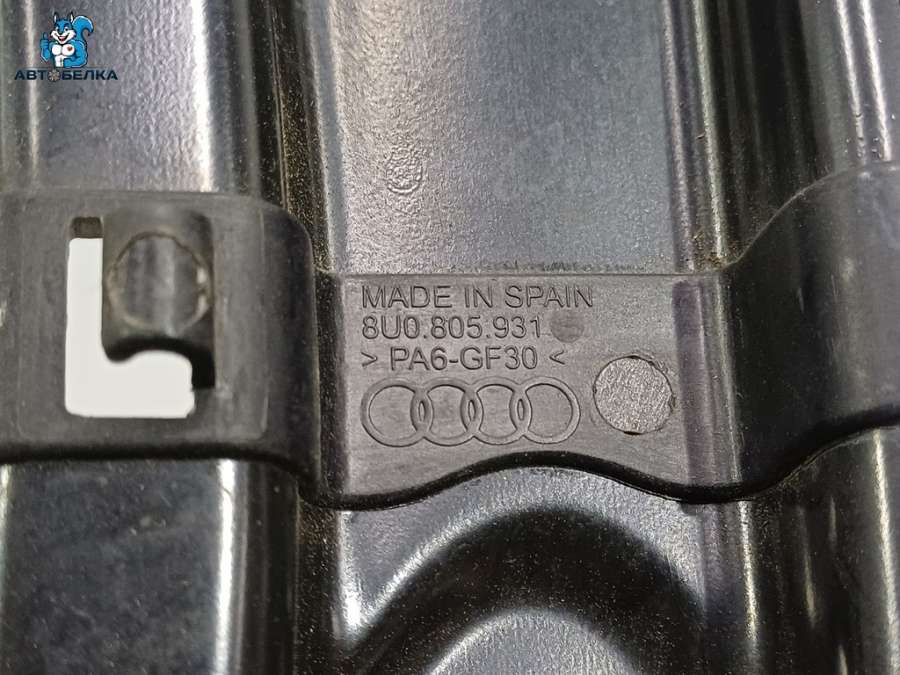 АВТОБЕЛКА
MADE IN SPAIN
8U0.805.931
> PA6-GF30 <